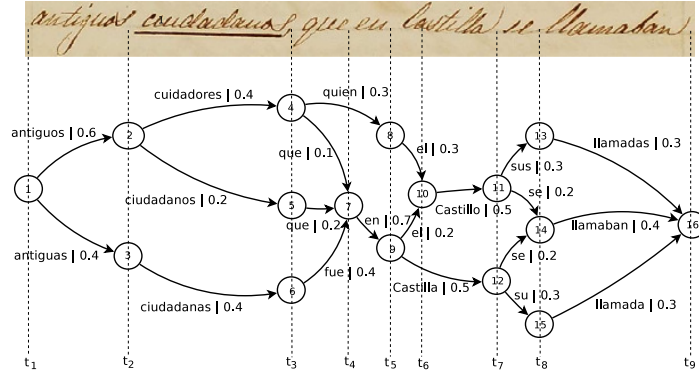 antiguos ciudadanos, que en Castilla se llamaban
cuidadores | 0.4
quien | 0.3
antiguos | 0.6
2
4
8
13
que | 0.1
el | 0.3
sus | 0.3
llamadas | 0.3
1
ciudadanos | 0.2
5
7
10
11
se | 0.2
Castillo | 0.5
que | 0.2
en | 0.7
el | 0.2
14
llamaban | 0.4
16
antiguas | 0.4
3
9
se | 0.2
fue | 0.4
Castilla | 0.5
12
ciudadanas | 0.4
6
su | 0.3
llamada | 0.3
15
t1 t2 t3 t4 t5 t6 t7 t8 t9